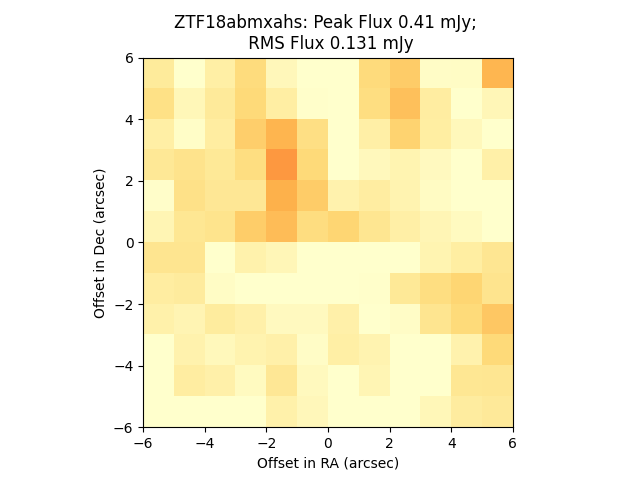 ZTF18abmxahs: Peak Flux 0.41 mJy;
RMS Flux 0.131 mJy
6
4
2
0
−2
−4
−6
Offset in Dec (arcsec)
−6 −4 −2 0 2 4 6
Offset in RA (arcsec)